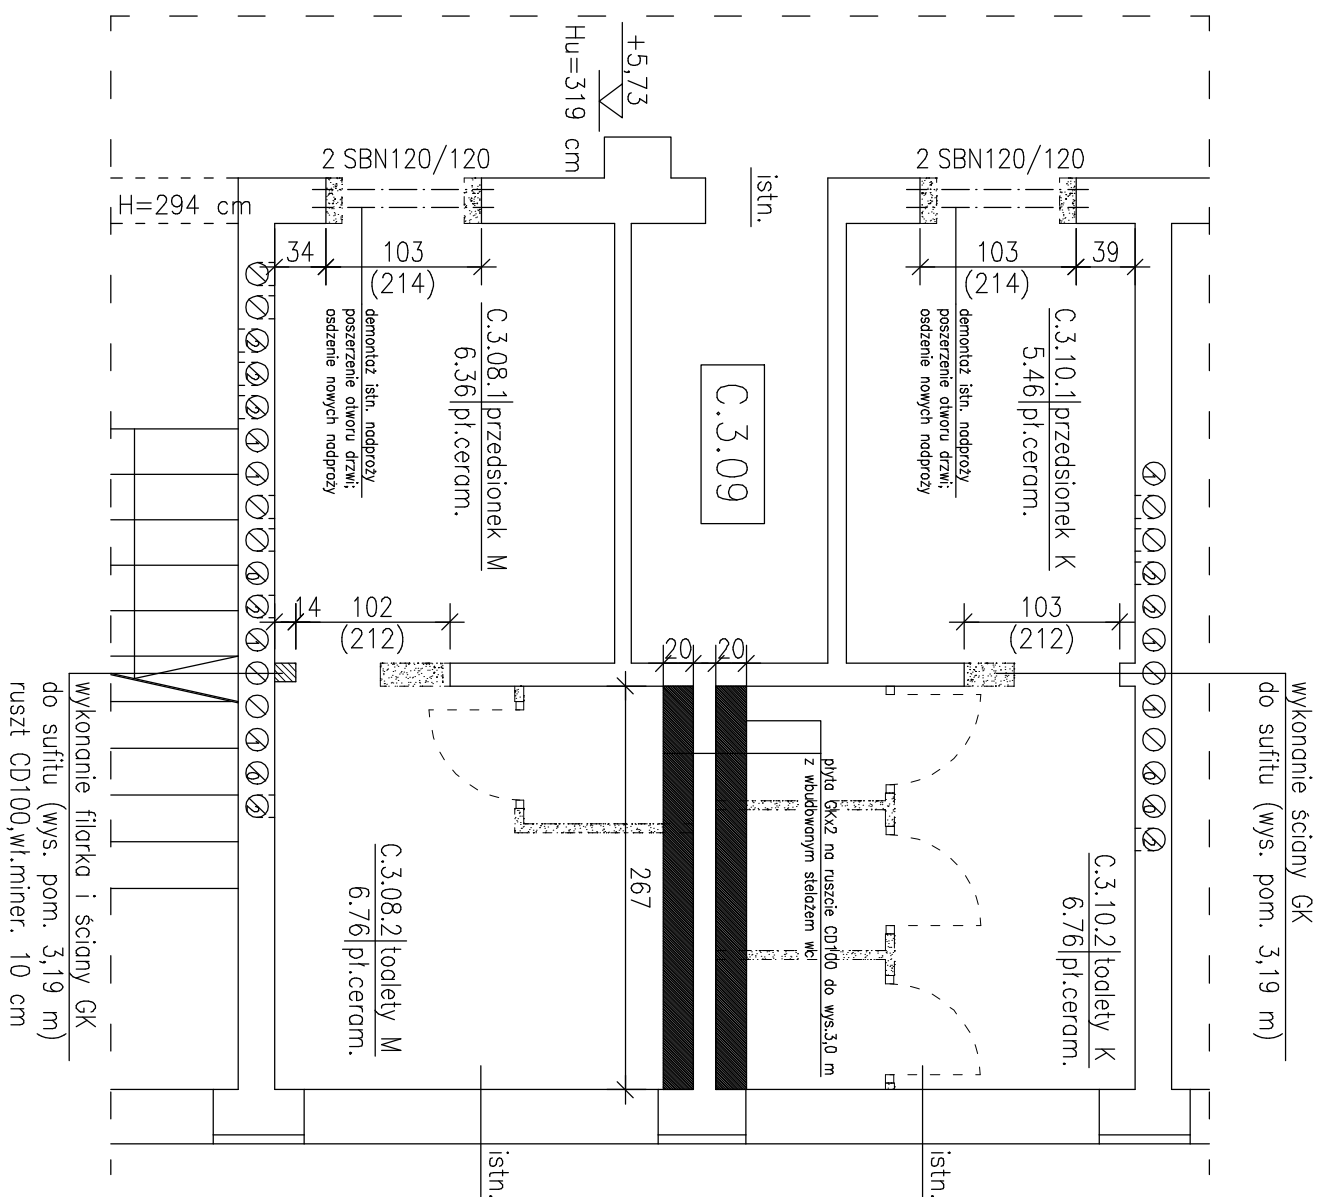 +5,73
Hu=319 cm
2 SBN120/120
2 SBN120/120
istn.
H=294 cm
34
103
(214)
103
(214)
39
demontaż istn. nadproży
poszerzenie otworu drzwi;
osdzenie nowych nadproży
C.3.08.1 przedsionek M
6.36 pł.ceram.
C.3.09
demontaż istn. nadproży
poszerzenie otworu drzwi;
osdzenie nowych nadproży
C.3.10.1 przedsionek K
5.46 pł.ceram.
14
102
(212)
103
(212)
20
20
267
płyta GKx2 na ruszcie CD100 do wys.3,0 m
z wbudowanym stelażem wc
C.3.08.2 toalety M
6.76 pł.ceram.
C.3.10.2 toalety K
6.76 pł.ceram.
wykonanie filarka i ściany GK
do sufitu (wys. pom. 3,19 m)
ruszt CD100,wł.miner. 10 cm
wykonanie ściany GK
do sufitu (wys. pom. 3,19 m)
istn.
istn.